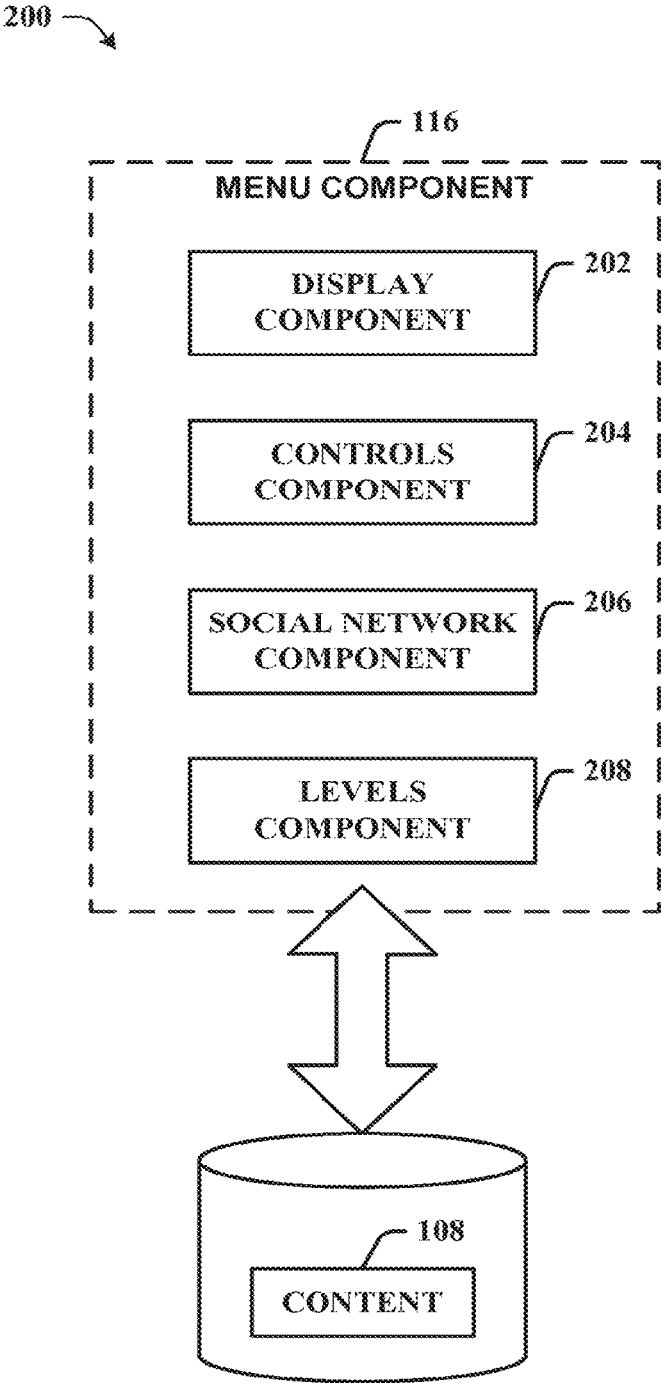 200
116
MENU COMPONENT
DISPLAY
COMPONENT
202
CONTROLS
COMPONENT
204
SOCIAL NETWORK
COMPONENT
206
LEVELS
COMPONENT
208
108
CONTENT